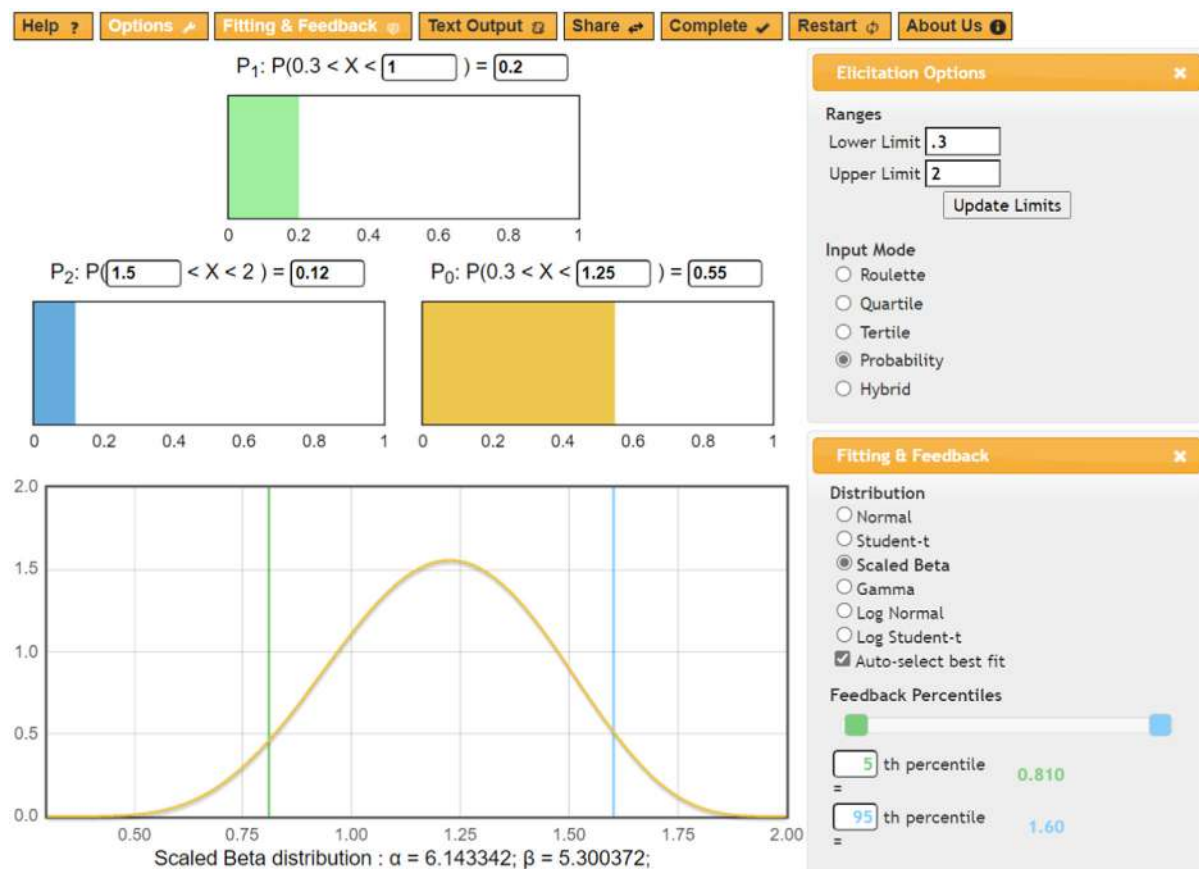 Help ? Options Fitting & Feedback Text Output Share Complete Restart About Us
P1: P(0.3 < X < 1 ) = 0.2
0 0.2 0.4 0.6 0.8 1
P2: P( 1.5 < X < 2 ) = 0.12
0 0.2 0.4 0.6 0.8 1
P0: P(0.3 < X < 1.25 ) = 0.55
0 0.2 0.4 0.6 0.8 1
2.0
1.5
1.0
0.5
0.0
0.50 0.75 1.00 1.25 1.50 1.75 2.00
Scaled Beta distribution : α = 6.143342; β = 5.300372;
Elicitation Options
Ranges
Lower Limit .3
Upper Limit 2
Update Limits
Input Mode
Roulette
Quartile
Tertile
Probability
Hybrid
Fitting & Feedback
Distribution
Normal
Student-t
Scaled Beta
Gamma
Log Normal
Log Student-t
Auto-select best fit
Feedback Percentiles
5 th percentile 0.810
=
95 th percentile 1.60
=